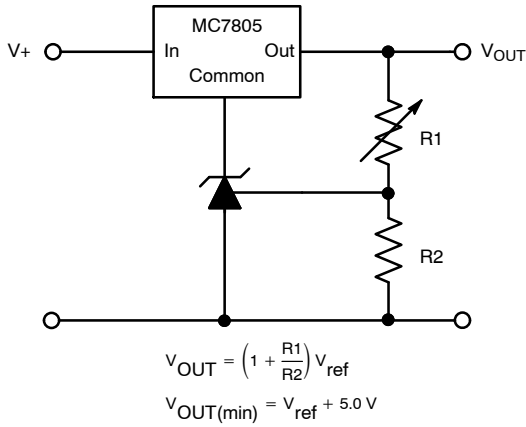 MC7805
V+
In
Out
Common
VOUT
R1
R2
VOUT = (1 + R1/R2) Vref
VOUT(min) = Vref + 5.0 V